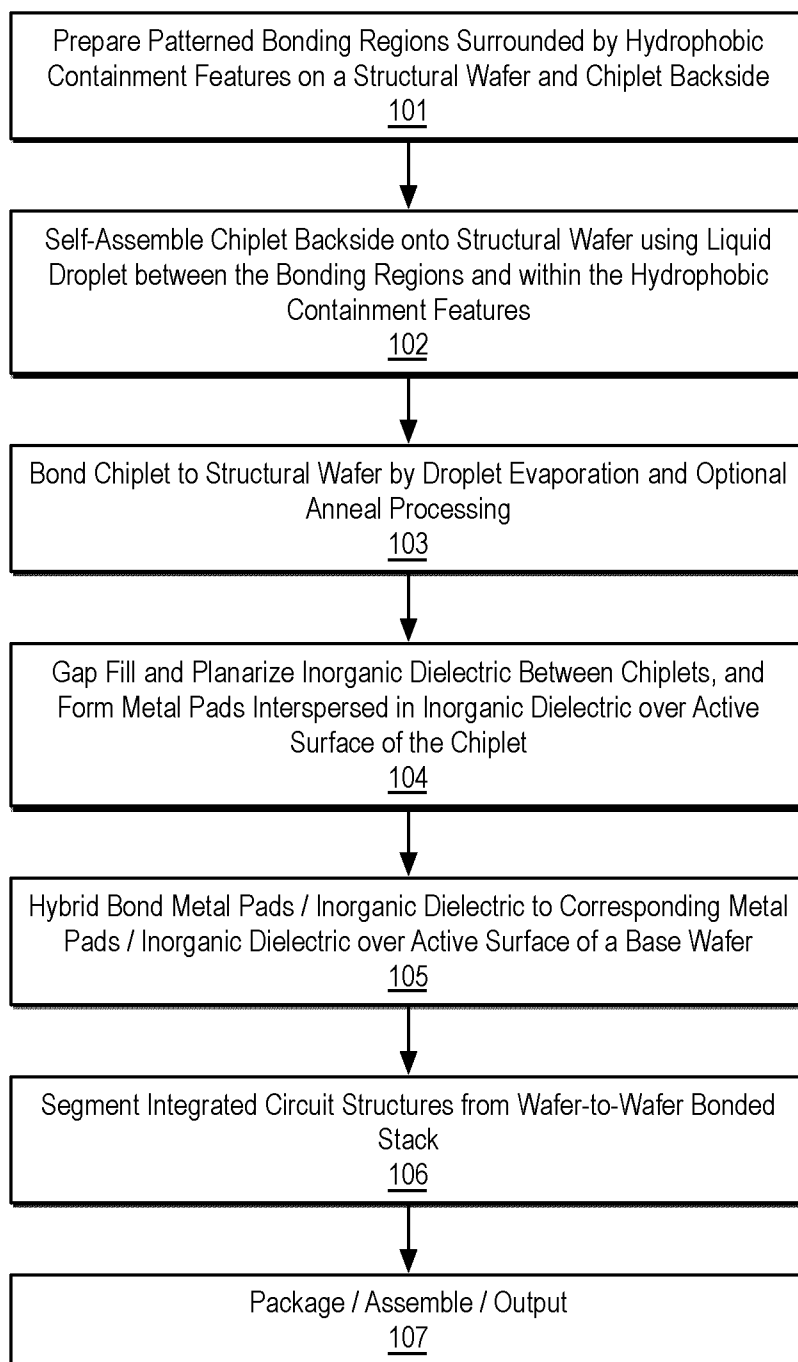 Prepare Patterned Bonding Regions Surrounded by Hydrophobic
Containment Features on a Structural Wafer and Chiplet Backside
101
Self-Assemble Chiplet Backside onto Structural Wafer using Liquid
Droplet between the Bonding Regions and within the Hydrophobic
Containment Features
102
Bond Chiplet to Structural Wafer by Droplet Evaporation and Optional
Anneal Processing
103
Gap Fill and Planarize Inorganic Dielectric Between Chiplets, and
Form Metal Pads Interspersed in Inorganic Dielectric over Active
Surface of the Chiplet
104
Hybrid Bond Metal Pads / Inorganic Dielectric to Corresponding Metal
Pads / Inorganic Dielectric over Active Surface of a Base Wafer
105
Segment Integrated Circuit Structures from Wafer-to-Wafer Bonded
Stack
106
Package / Assemble / Output
107